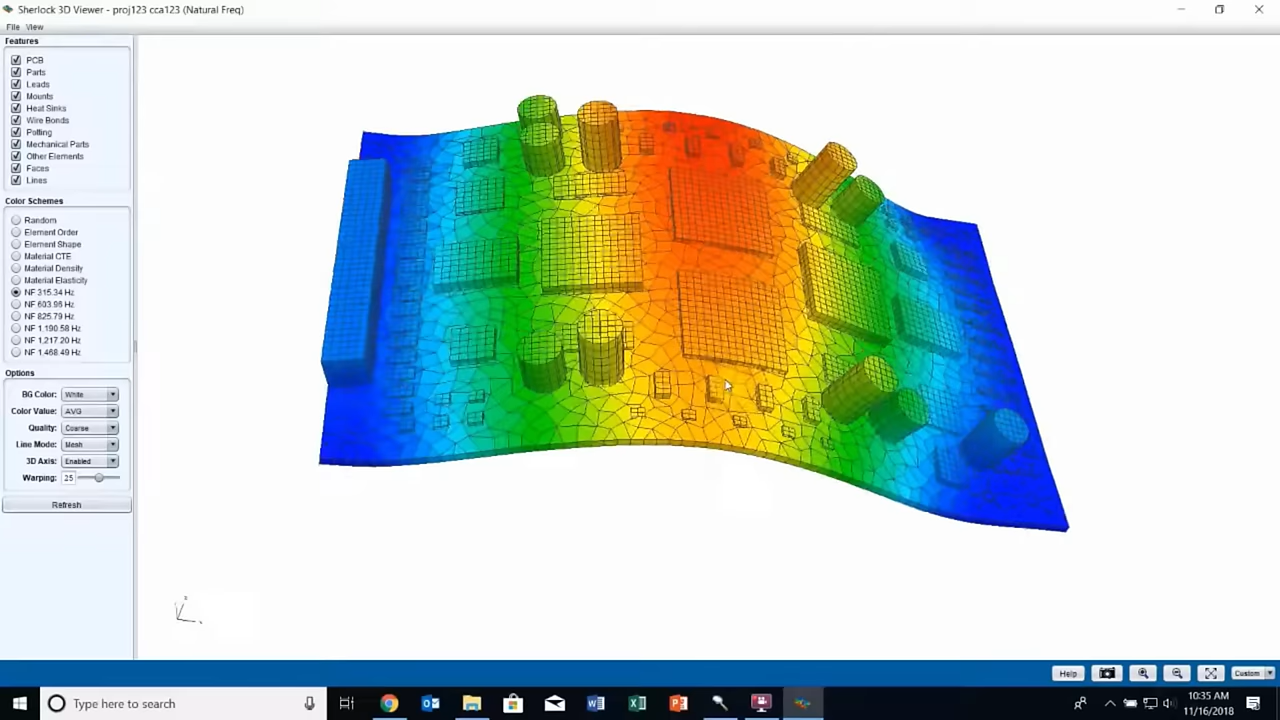 Sherlock 3D Viewer - proj123 cca123 (Natural Freq)
File View
Features
PCB
Parts
Leads
Mounts
Heat Sinks
Wire Bonds
Potting
Mechanical Parts
Other Elements
Faces
Lines
Color Schemes
Random
Element Order
Element Shape
Material CTE
Material Density
Material Elasticity
NF 315.34 Hz
NF 603.96 Hz
NF 825.79 Hz
NF 1,190.58 Hz
NF 1,217.20 Hz
NF 1,468.49 Hz
Options
BG Color: White
Color Value: AVG
Quality: Coarse
Line Mode: Mesh
3D Axis: Enabled
Warping: 25
Refresh
Help
Custom
Type here to search
10:35 AM
11/16/2018